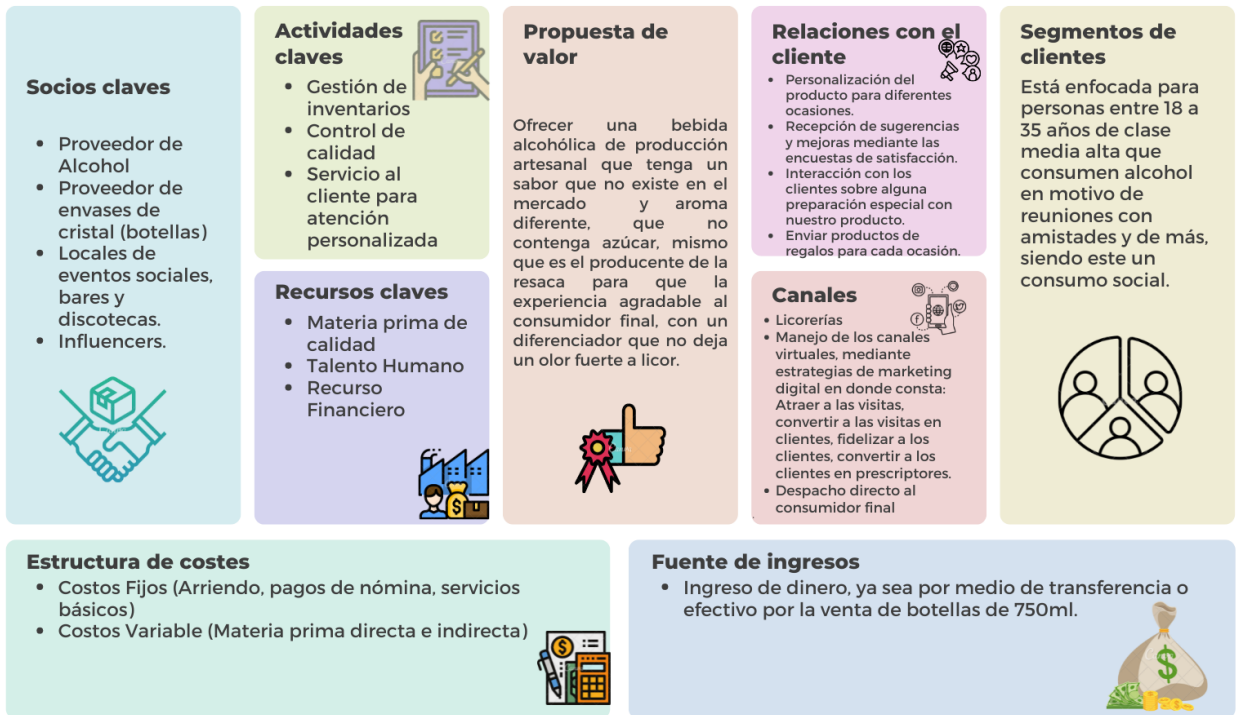 Socios claves
Proveedor de
Alcohol
Proveedor de
envases de
cristal (botellas)
Locales de
eventos sociales,
bares y
discotecas.
Influencers.
Actividades
claves
Gestión de
inventarios
Control de
calidad
Servicio al
cliente para
atención
personalizada
Recursos claves
Materia prima de
calidad
Talento Humano
Recurso
Financiero
Propuesta de
valor
Ofrecer una bebida
alcohólica de producción
artesanal que tenga un
sabor que no existe en el
mercado y aroma
diferente, que no
contenga azúcar, mismo
que es el producente de la
resaca para que la
experiencia agradable al
consumidor final, con un
diferenciador que no deja
un olor fuerte a licor.
Relaciones con el
cliente
Personalización del
producto para diferentes
ocasiones.
Recepción de sugerencias
y mejoras mediante las
encuestas de satisfacción.
Interacción con los
clientes sobre alguna
preparación especial con
nuestro producto.
Enviar productos de
regalos para cada ocasión.
Canales
Licorerías
Manejo de los canales
virtuales, mediante
estrategias de marketing
digital en donde consta:
Atraer a las visitas,
convertir a las visitas en
clientes, fidelizar a los
clientes, convertir a los
clientes en prescriptores.
Despacho directo al
consumidor final
Segmentos de
clientes
Está enfocada para
personas entre 18 a
35 años de clase
media alta que
consumen alcohol
en motivo de
reuniones con
amistades y de más,
siendo este un
consumo social.
Estructura de costes
Costos Fijos (Arriendo, pagos de nómina, servicios
básicos)
Costos Variable (Materia prima directa e indirecta)
Fuente de ingresos
Ingreso de dinero, ya sea por medio de transferencia o
efectivo por la venta de botellas de 750ml.